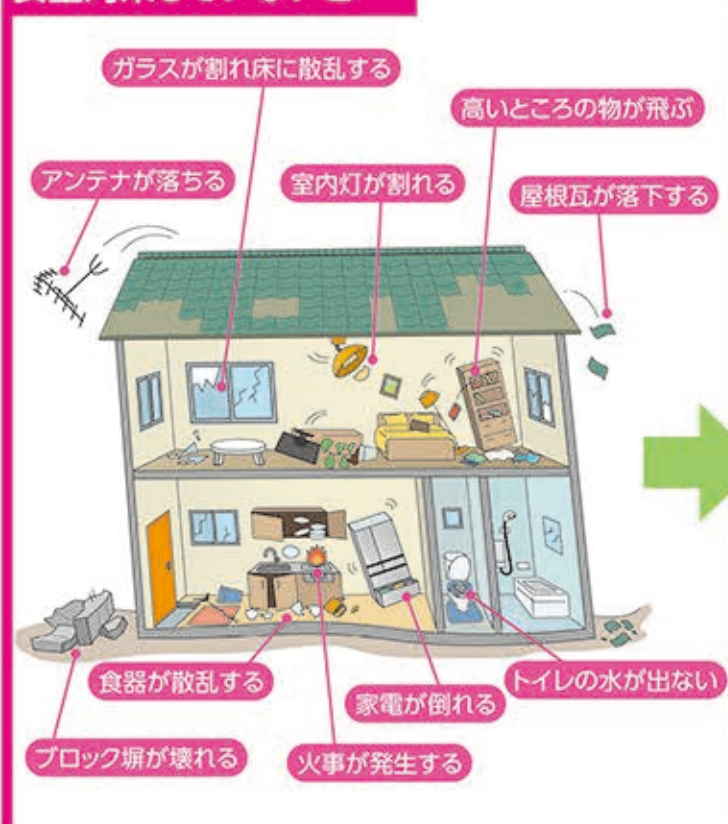 ガラスが割れ床に散乱する
高いところの物が飛ぶ
アンテナが落ちる
室内灯が割れる
屋根瓦が落下する
食器が散乱する
家電が倒れる
トイレの水が出ない
ブロック塀が壊れる
火事が発生する